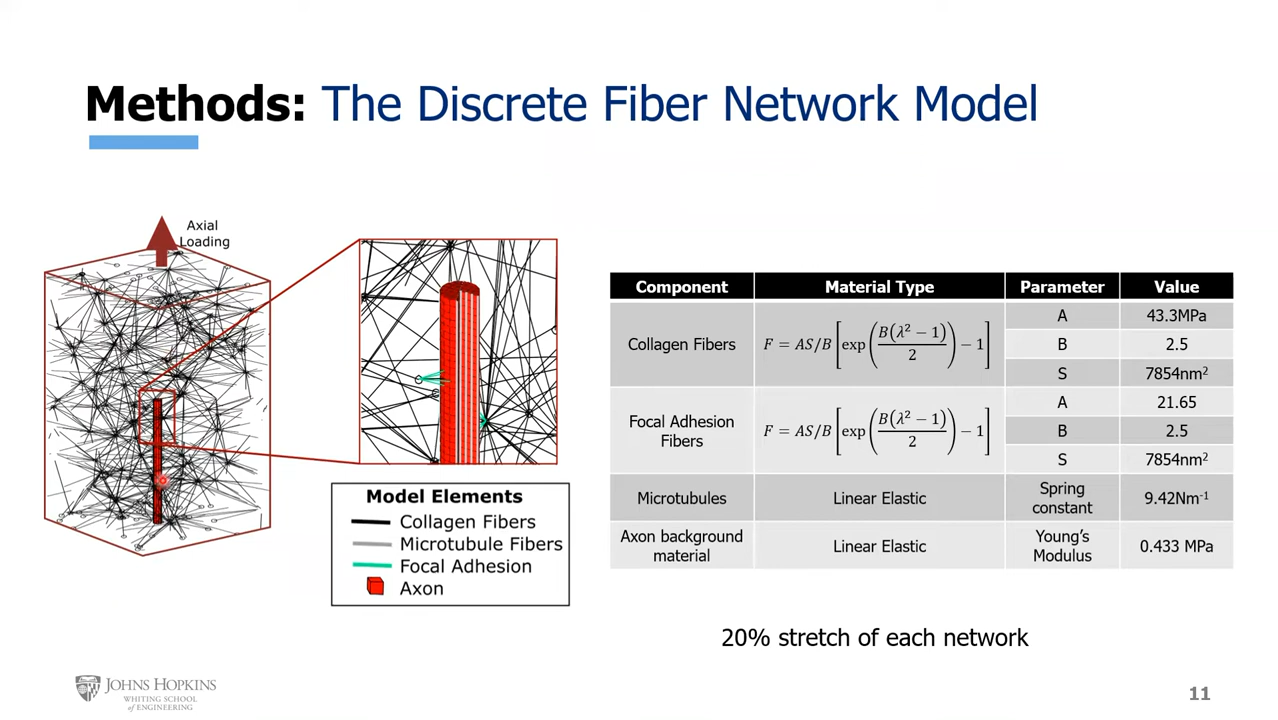 Methods: The Discrete Fiber Network Model
Axial
Loading
Model Elements
Collagen Fibers
Microtubule Fibers
Focal Adhesion
Axon
Component Material Type Parameter Value
Collagen Fibers F = AS/B [exp(B(λ² − 1)/2) − 1] A 43.3MPa
B 2.5
S 7854nm²
Focal Adhesion Fibers F = AS/B [exp(B(λ² − 1)/2) − 1] A 21.65
B 2.5
S 7854nm²
Microtubules Linear Elastic Spring constant 9.42Nm⁻¹
Axon background material Linear Elastic Young's Modulus 0.433 MPa
20% stretch of each network
JOHNS HOPKINS
WHITING SCHOOL
of ENGINEERING
11